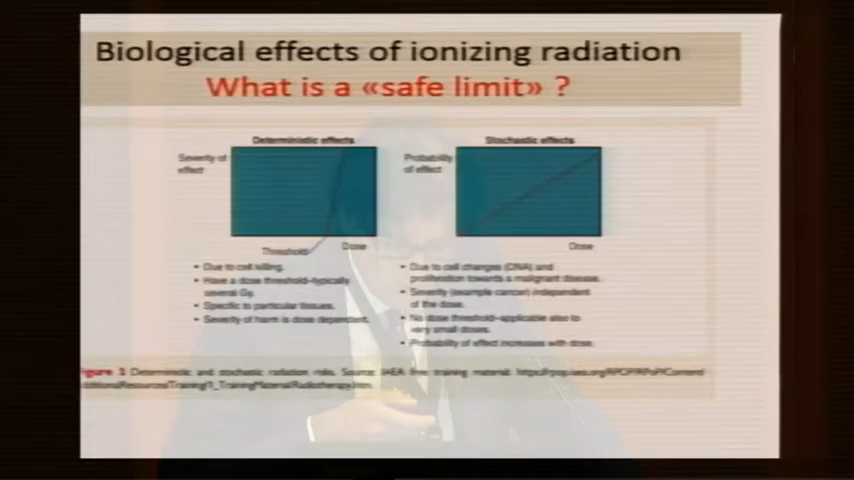 Biological effects of ionizing radiation
What is a «safe limit» ?
Deterministic effects
Severity of
effect
Threshold
Dose
• Due to cell killing.
• Have a dose threshold–typically
several Gy.
• Specific to particular tissues.
• Severity of harm is dose dependent.
Stochastic effects
Probability
of effect
Dose
• Due to cell changes (DNA) and
proliferation towards a malignant disease.
• Severity (example cancer) independent
of the dose.
• No dose threshold–applicable also to
very small doses.
• Probability of effect increases with dose.
igure 1 Deterministic and stochastic radiation risks. Source: IAEA free training material: